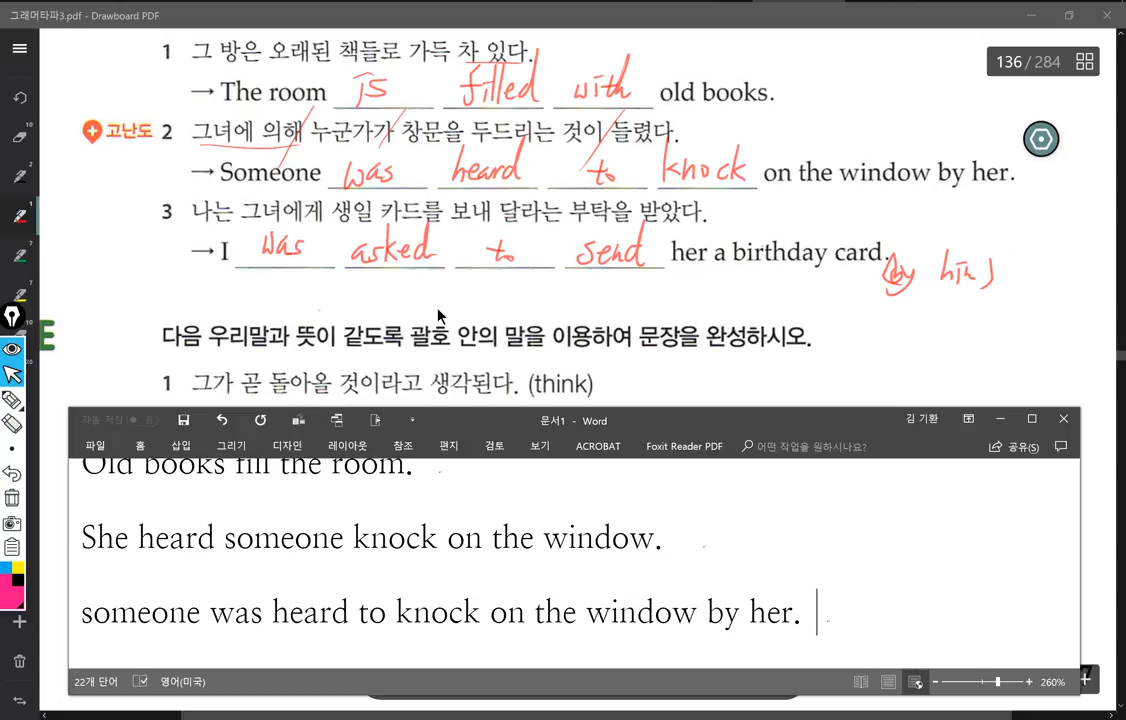 그래머타파3.pdf - Drawboard PDF
136 / 284
1 그 방은 오래된 책들로 가득 차 있다.
→ The room is filled with old books.
고난도 2 그녀에 의해 누군가가 창문을 두드리는 것이 들렸다.
→ Someone was heard to knock on the window by her.
3 나는 그녀에게 생일 카드를 보내 달라는 부탁을 받았다.
→ I was asked to send her a birthday card.
(by him)
E 다음 우리말과 뜻이 같도록 괄호 안의 말을 이용하여 문장을 완성하시오.
1 그가 곧 돌아올 것이라고 생각된다. (think)
자동 저장 문서1 - Word 김 기환
파일 홈 삽입 그리기 디자인 레이아웃 참조 편지 검토 보기 ACROBAT Foxit Reader PDF 어떤 작업을 원하시나요? 공유(S)
Old books fill the room.
She heard someone knock on the window.
someone was heard to knock on the window by her.
22개 단어 영어(미국) 260%